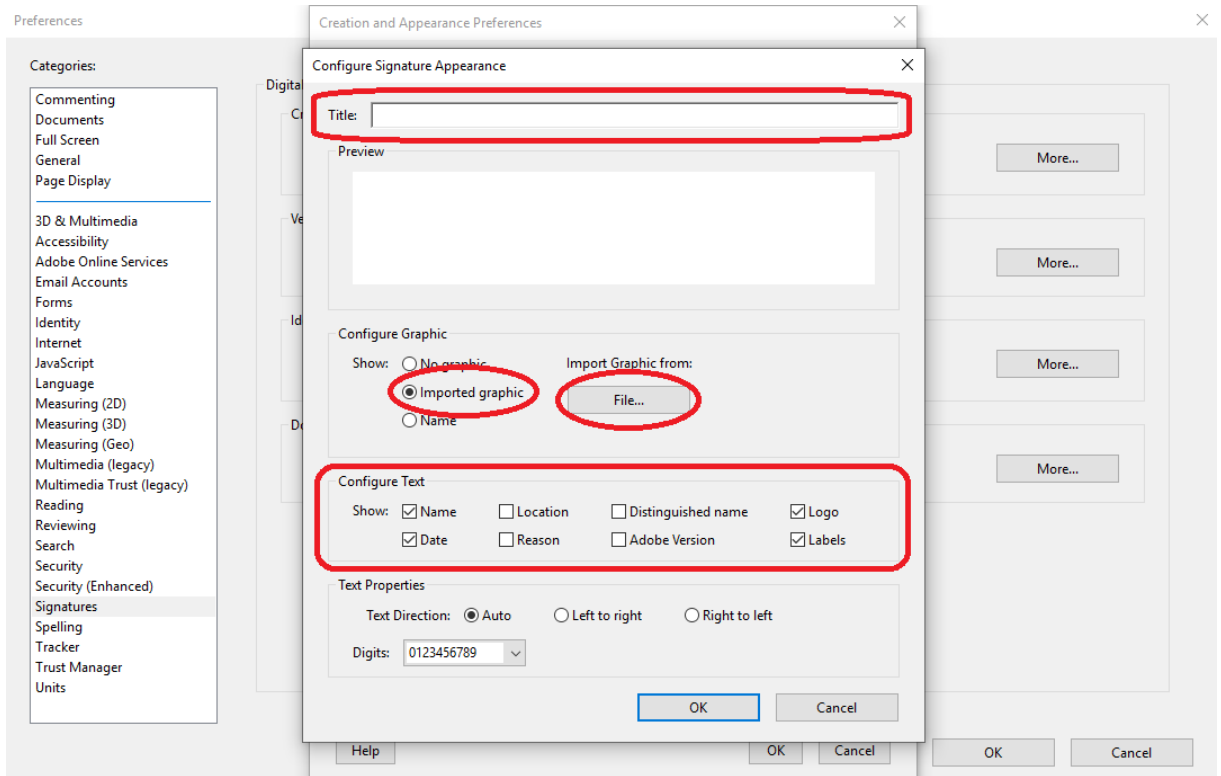 Preferences
Creation and Appearance Preferences
Categories:
Commenting
Documents
Full Screen
General
Page Display
3D & Multimedia
Accessibility
Adobe Online Services
Email Accounts
Forms
Identity
Internet
JavaScript
Language
Measuring (2D)
Measuring (3D)
Measuring (Geo)
Multimedia (legacy)
Multimedia Trust (legacy)
Reading
Reviewing
Search
Security
Security (Enhanced)
Signatures
Spelling
Tracker
Trust Manager
Units
Digital
Configure Signature Appearance
Title:
Preview
Configure Graphic
Show: No graphic Import Graphic from:
Imported graphic File...
Name
Configure Text
Show: Name Location Distinguished name Logo
Date Reason Adobe Version Labels
Text Properties
Text Direction: Auto Left to right Right to left
Digits: 0123456789
OK Cancel
More...
More...
More...
More...
Help OK Cancel
OK Cancel